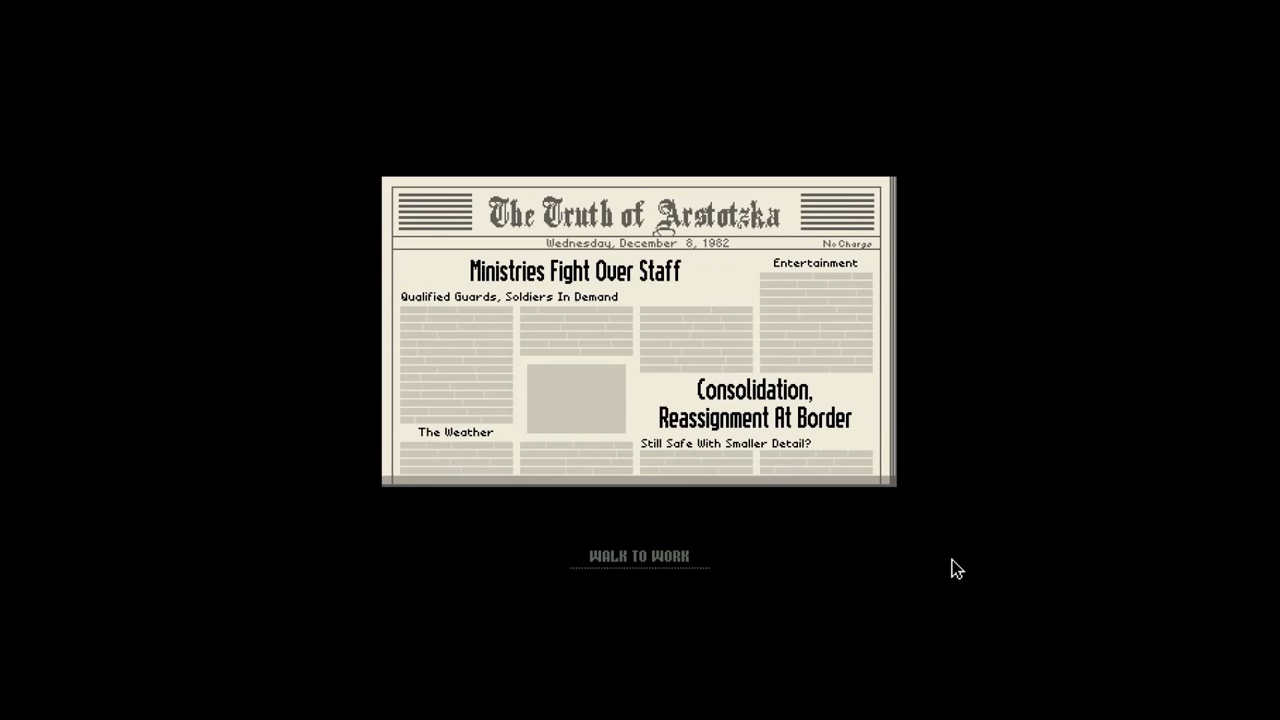 The Truth of Arstotzka
Wednesday, December 8, 1982
No Charge
Ministries Fight Over Staff
Qualified Guards, Soldiers In Demand
Entertainment
Consolidation,
Reassignment At Border
Still Safe With Smaller Detail?
The Weather
WALK TO WORK